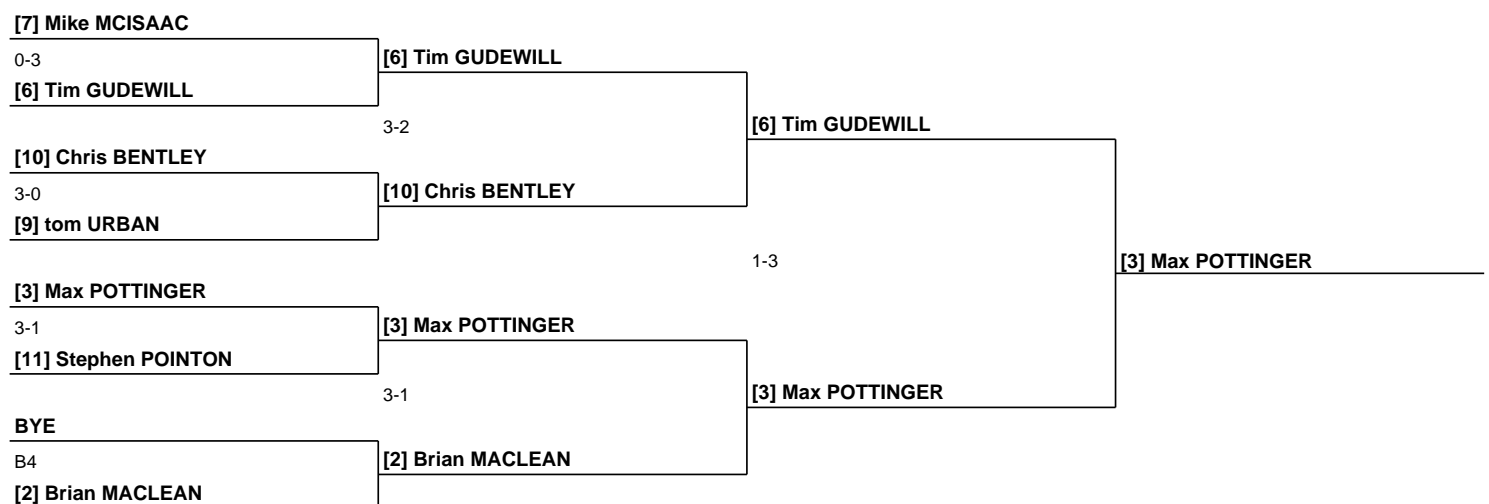 [7] Mike MCISAAC
0-3
[6] Tim GUDEWILL
[6] Tim GUDEWILL
3-2
[6] Tim GUDEWILL
[10] Chris BENTLEY
3-0
[10] Chris BENTLEY
[9] tom URBAN
1-3
[3] Max POTTINGER
[3] Max POTTINGER
3-1
[3] Max POTTINGER
[11] Stephen POINTON
3-1
[3] Max POTTINGER
BYE
B4
[2] Brian MACLEAN
[2] Brian MACLEAN